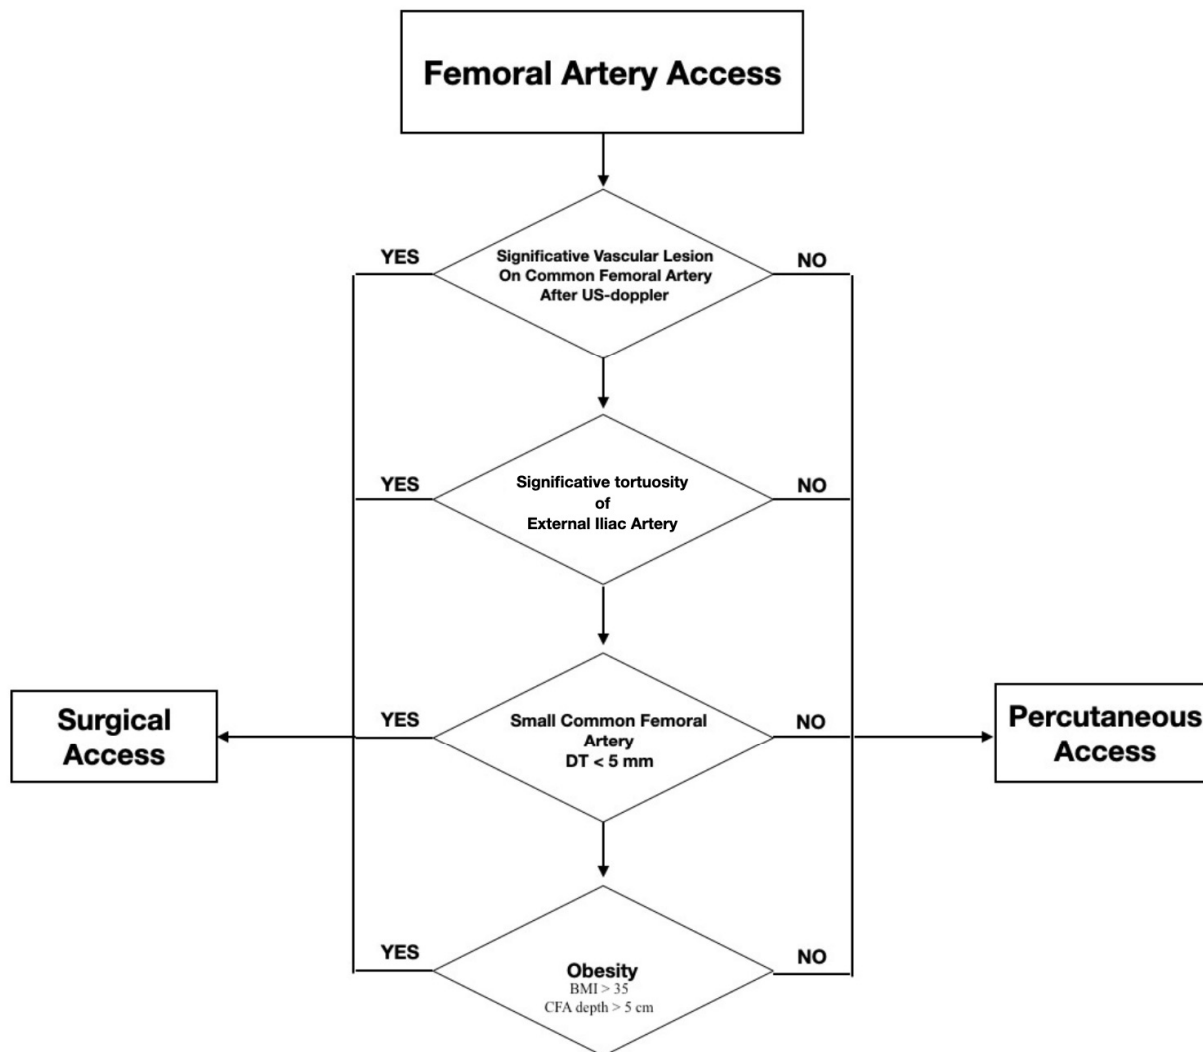 Femoral Artery Access
YES
Significative Vascular Lesion
On Common Femoral Artery
After US-doppler
NO
YES
Significative tortuosity
of
External Iliac Artery
NO
Surgical
Access
YES
Small Common Femoral
Artery
DT < 5 mm
NO
Percutaneous
Access
YES
Obesity
BMI > 35
CFA depth > 5 cm
NO